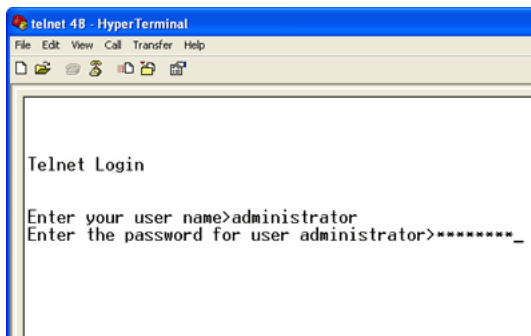 telnet 48 - HyperTerminal
File Edit View Call Transfer Help
Telnet Login
Enter your user name>administrator
Enter the password for user administrator>********_